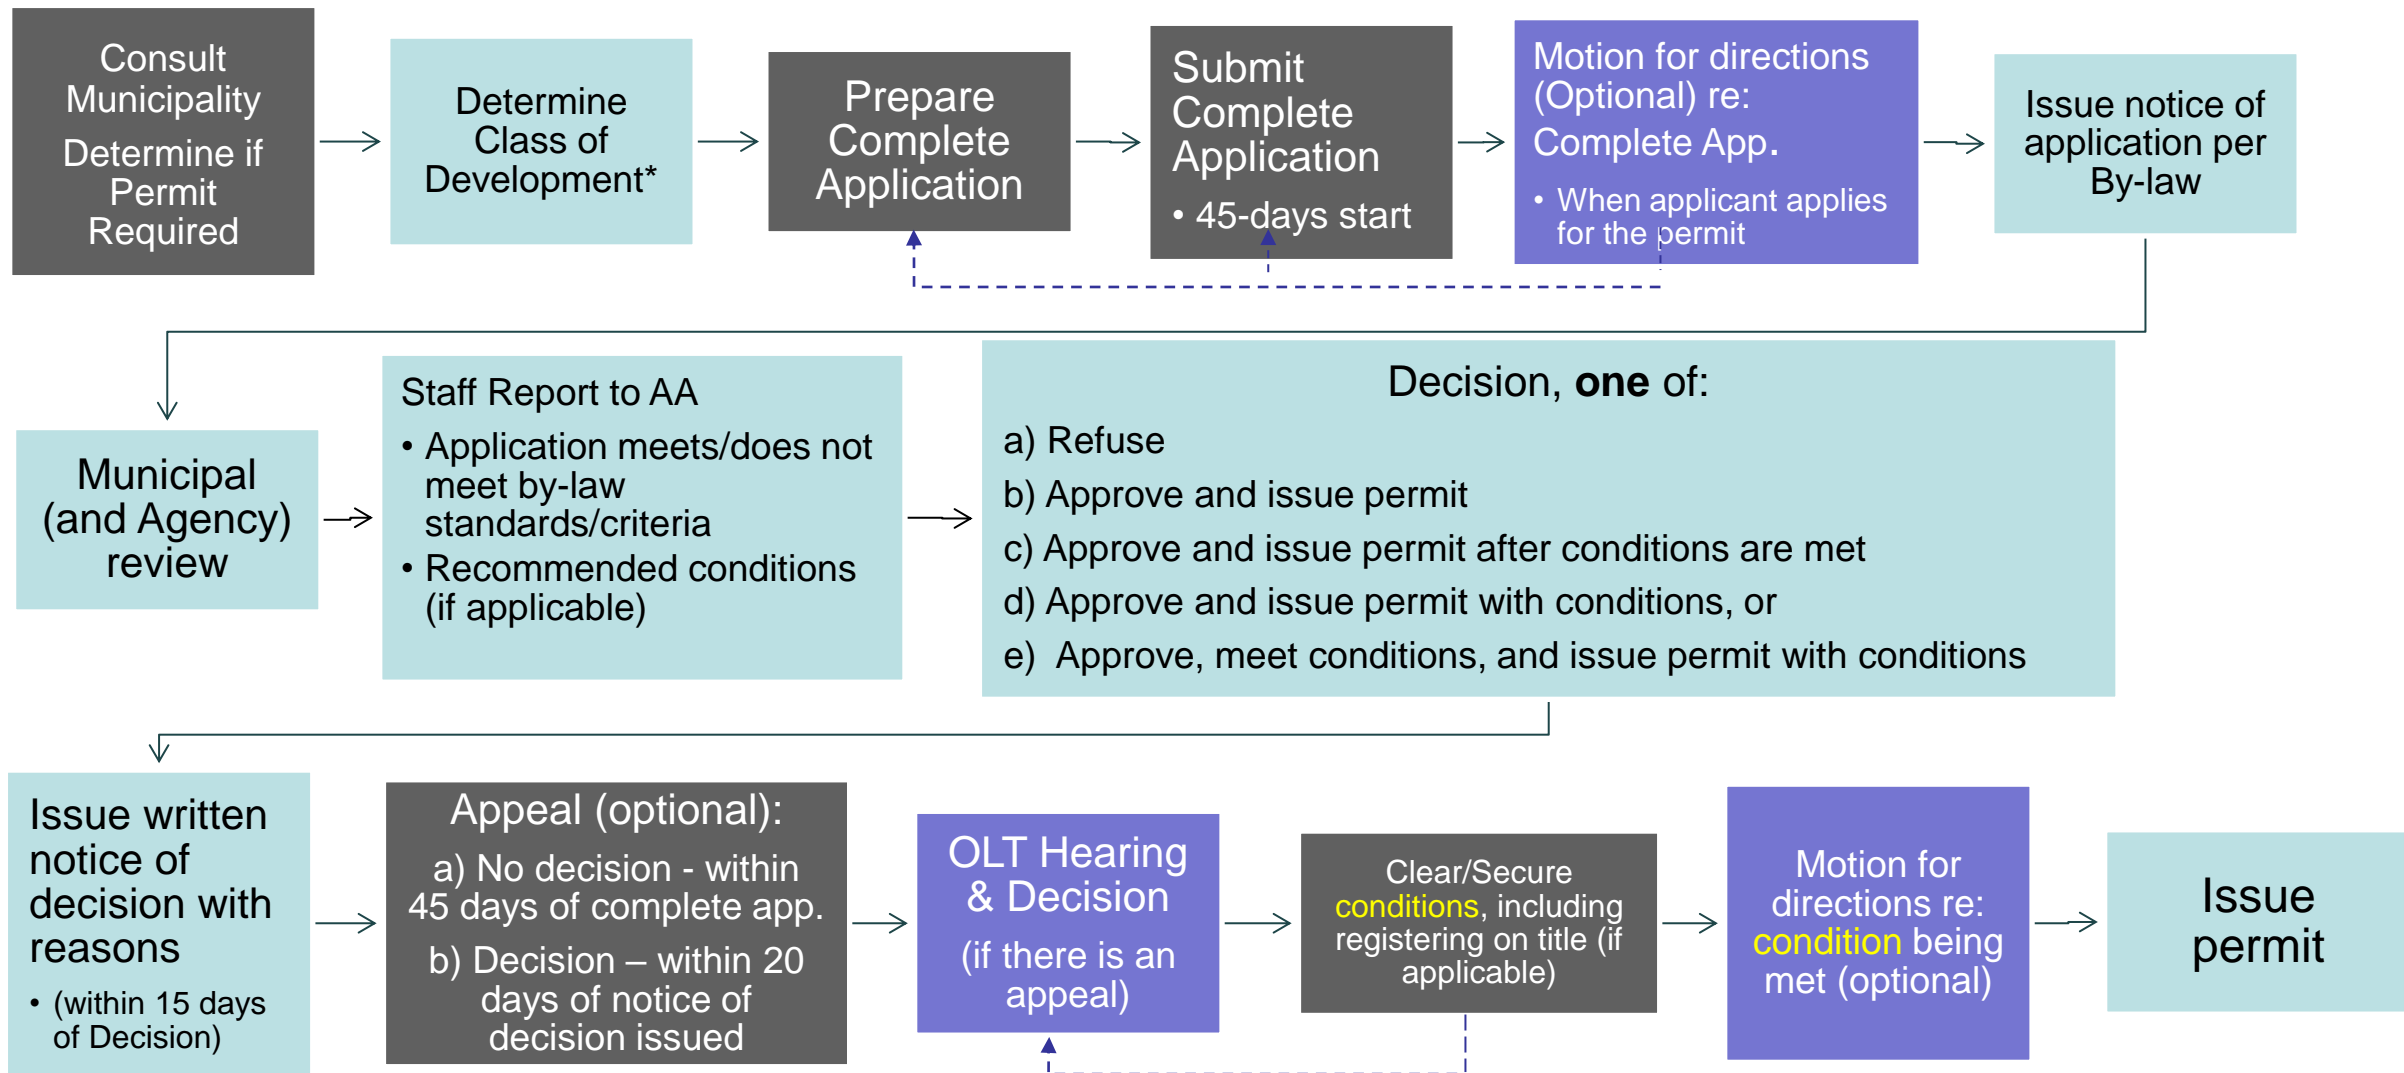 Consult
Municipality
Determine if
Permit
Required
Determine
Class of
Development*
Prepare
Complete
Application
Submit
Complete
Application
• 45-days start
Motion for directions
(Optional) re:
Complete App.
• When applicant applies
for the permit
Issue notice of
application per
By-law
Municipal
(and Agency)
review
Staff Report to AA
• Application meets/does not
meet by-law
standards/criteria
• Recommended conditions
(if applicable)
Decision, one of:
a) Refuse
b) Approve and issue permit
c) Approve and issue permit after conditions are met
d) Approve and issue permit with conditions, or
e) Approve, meet conditions, and issue permit with conditions
Issue written
notice of
decision with
reasons
• (within 15 days
of Decision)
Appeal (optional):
a) No decision - within
45 days of complete app.
b) Decision – within 20
days of notice of
decision issued
OLT Hearing
& Decision
(if there is an
appeal)
Clear/Secure
conditions, including
registering on title (if
applicable)
Motion for
directions re:
condition being
met (optional)
Issue
permit